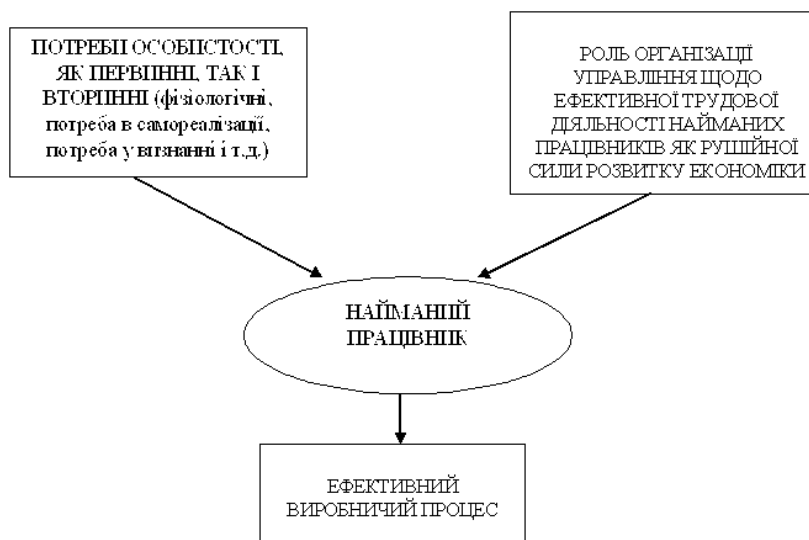 ПОТРЕБИ ОСОБИСТОСТІ,
ЯК ПЕРВИННІ, ТАК І
ВТОРИННІ (фізіологічні,
потреба в самореалізації,
потреба у визнанні і т.д.)
РОЛЬ ОРГАНІЗАЦІЇ
УПРАВЛІННЯ ЩОДО
ЕФЕКТИВНОЇ ТРУДОВОЇ
ДІЯЛЬНОСТІ НАЙМАНИХ
ПРАЦІВНИКІВ ЯК РУШІЙНОЇ
СИЛИ РОЗВИТКУ ЕКОНОМІКИ
НАЙМАНИЙ
ПРАЦІВНИК
ЕФЕКТИВНИЙ
ВИРОБНИЧИЙ ПРОЦЕС